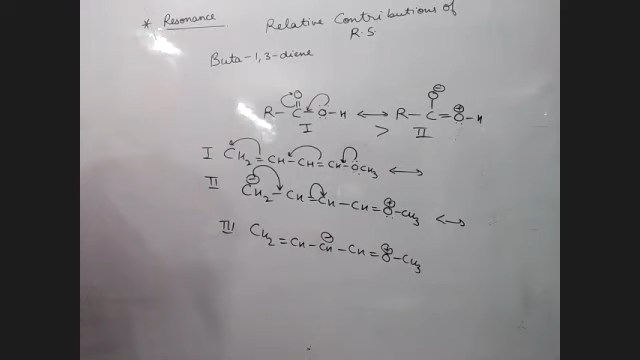 * Resonance Relative Contributions of R.S.
Buta-1,3-diene
O ⊖O
R-C-Ö-H ↔ R-C=Ö⊕-H
I > II
I CH2=CH-CH=CH-ÖCH3 ↔
II ⊖CH2-CH=CH-CH=Ö⊕-CH3 ↔
III CH2=CH-⊖CH-CH=Ö⊕-CH3